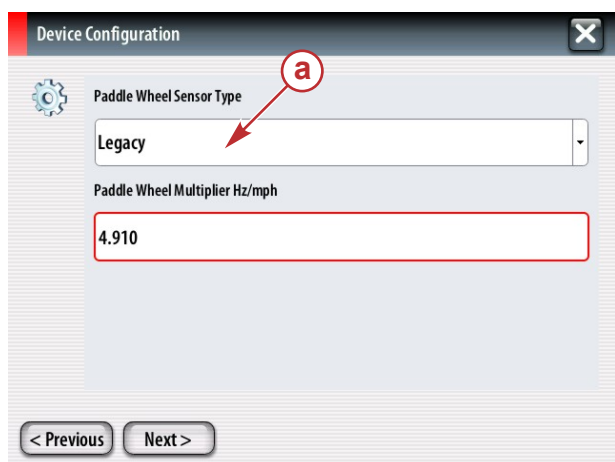 Device Configuration
a
Paddle Wheel Sensor Type
Legacy
Paddle Wheel Multiplier Hz/mph
4.910
< Previous
Next >